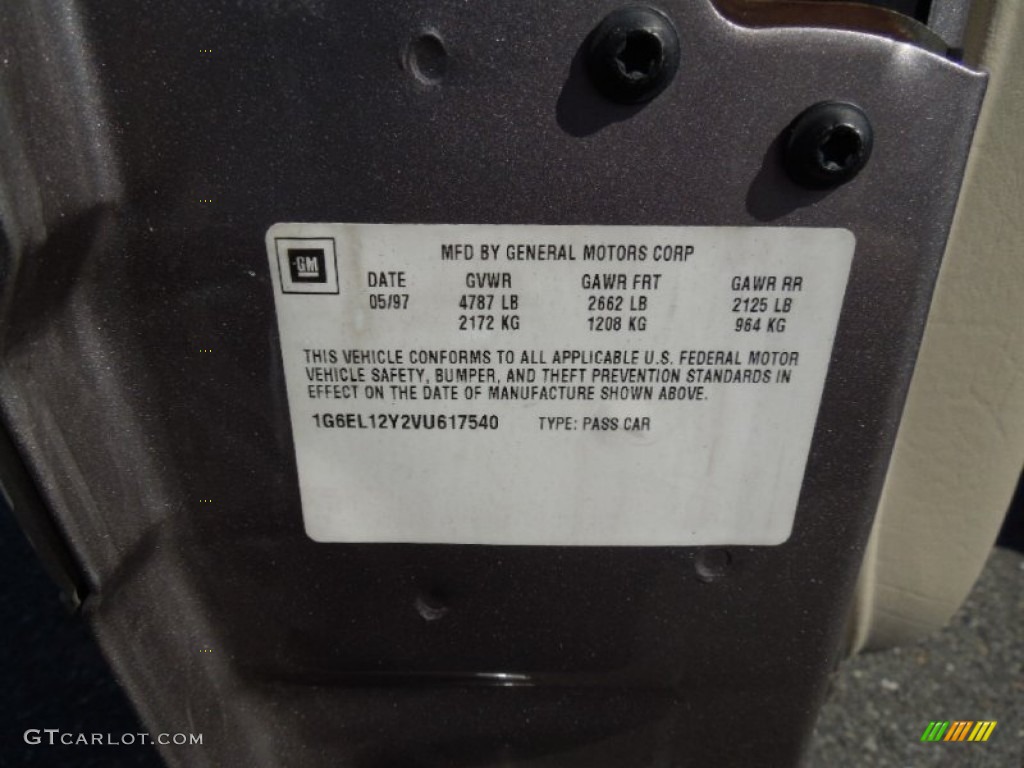 GM
MFD BY GENERAL MOTORS CORP
DATE GVWR GAWR FRT GAWR RR
05/97 4787 LB 2662 LB 2125 LB
2172 KG 1208 KG 964 KG
THIS VEHICLE CONFORMS TO ALL APPLICABLE U.S. FEDERAL MOTOR
VEHICLE SAFETY, BUMPER, AND THEFT PREVENTION STANDARDS IN
EFFECT ON THE DATE OF MANUFACTURE SHOWN ABOVE.
1G6EL12Y2VU617540 TYPE: PASS CAR
GTCARLOT.COM